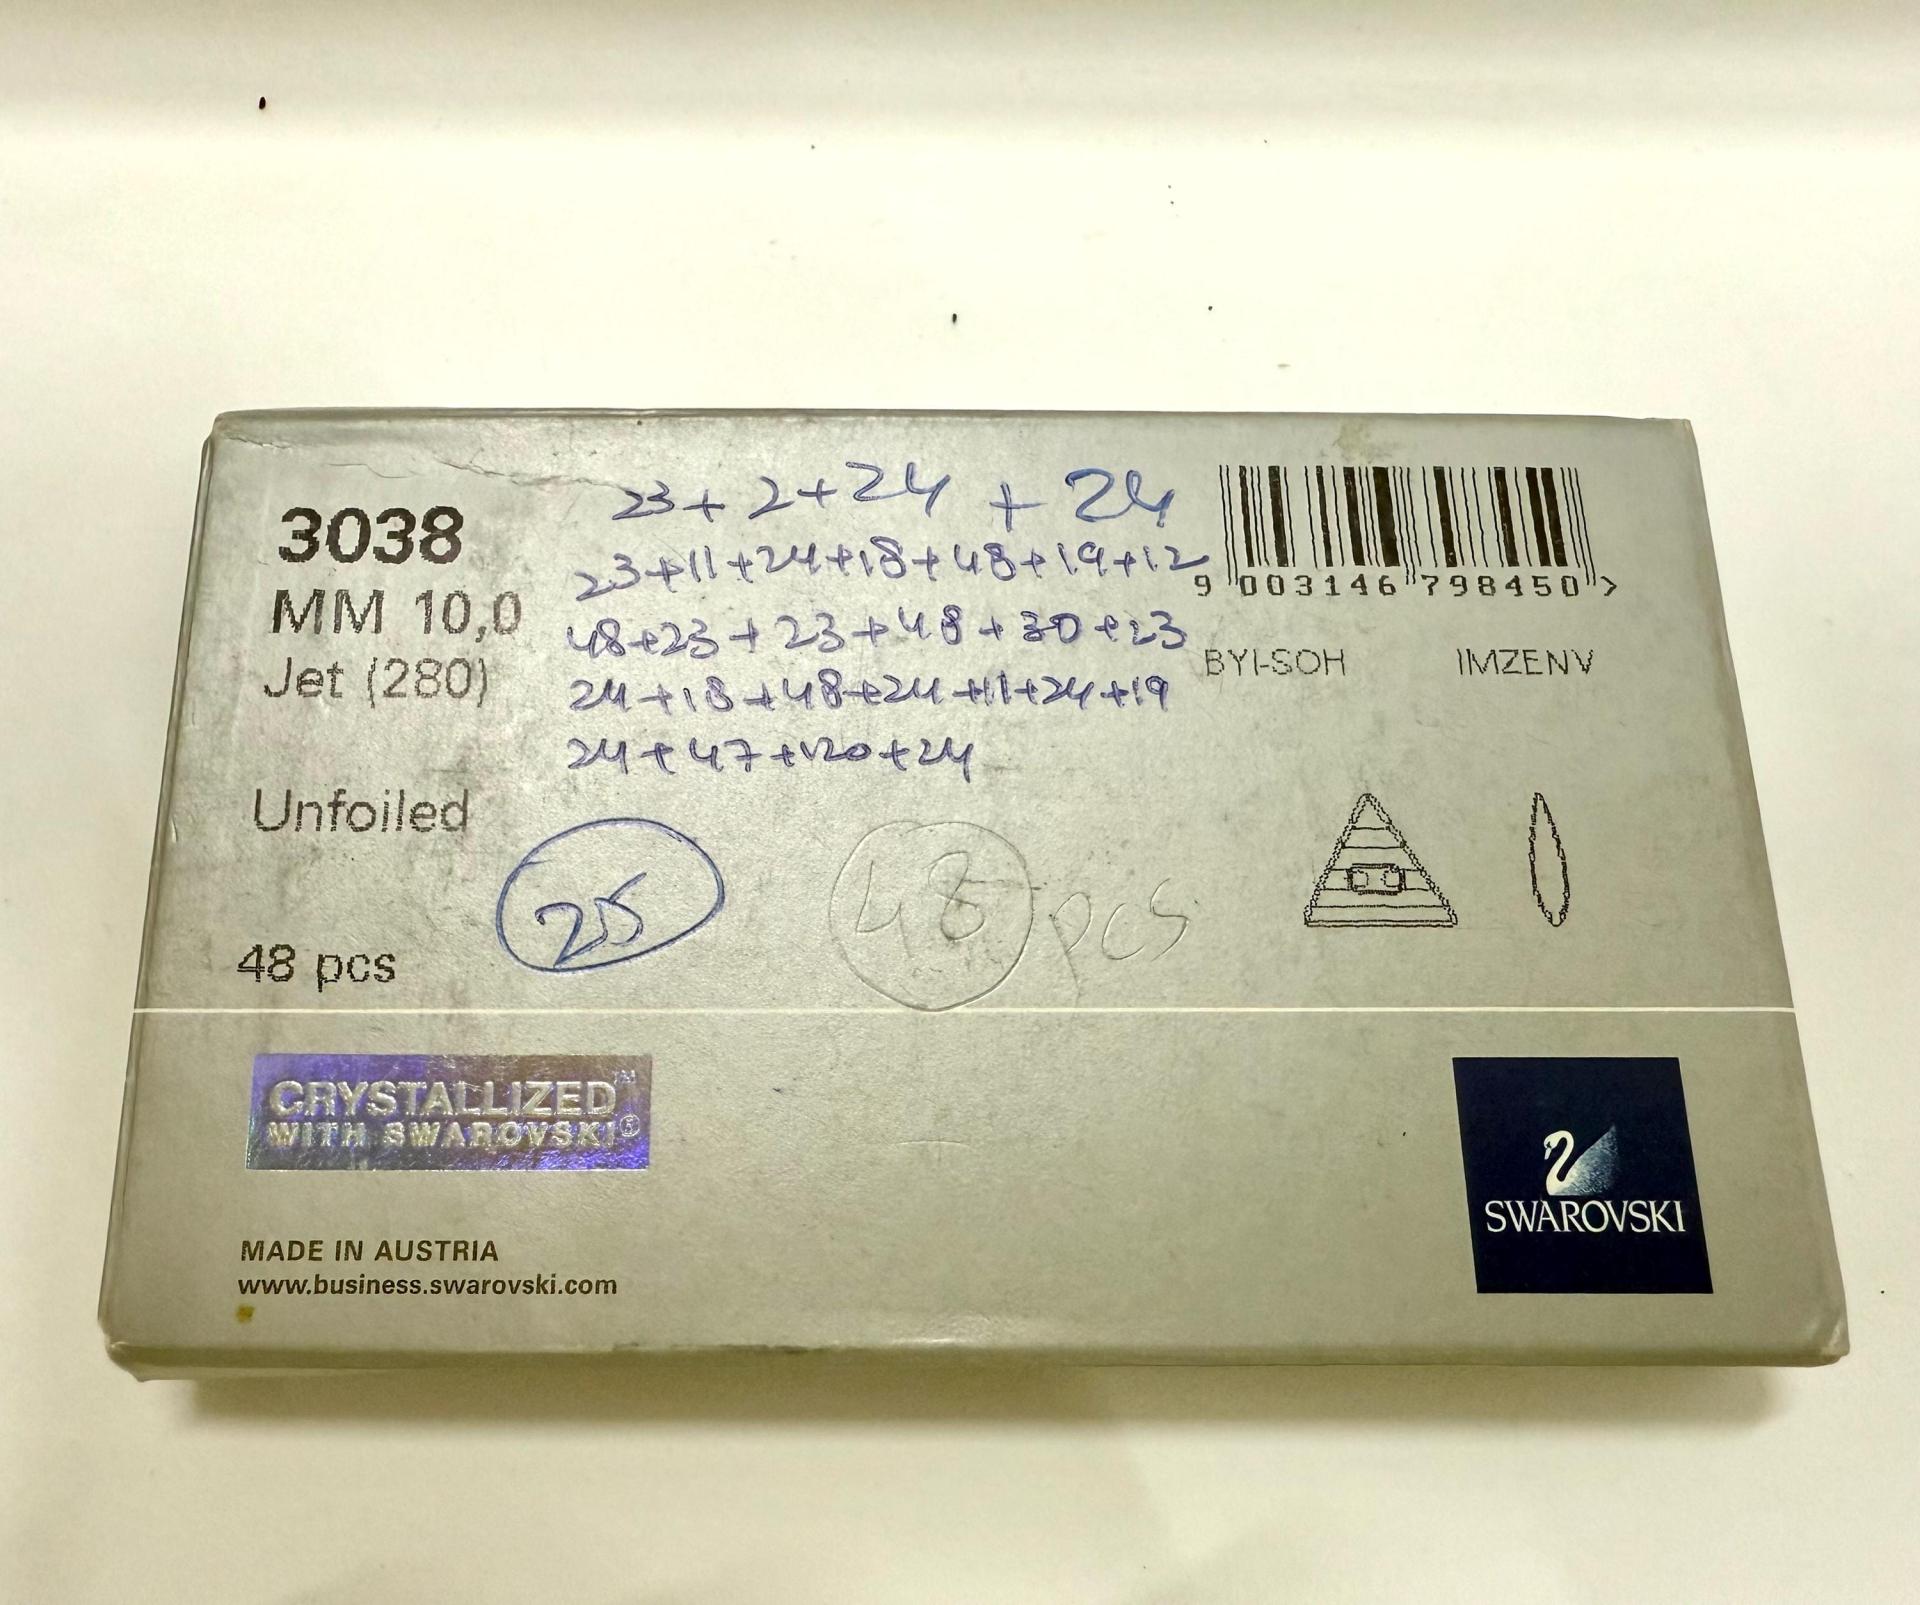 3038
MM 10,0
Jet (280)
Unfoiled
48 pcs
23+2+24 + 24
23+11+24+18+48+19+12
48+23+23+48+30+23
24+18+48+24+11+24+19
24+47+120+24
25
48 pcs
9 003146 798450 >
BYI-SOH IMZENV
CRYSTALLIZED™
WITH SWAROVSKI
MADE IN AUSTRIA
www.business.swarovski.com
SWAROVSKI